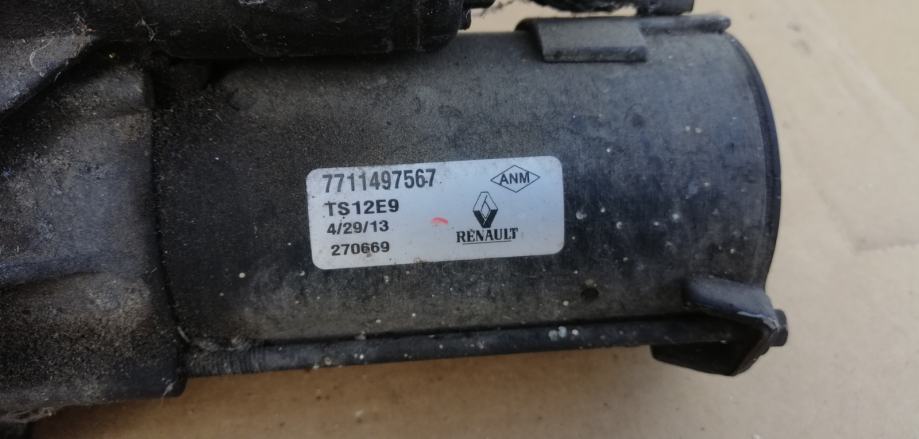 7711497567
ANM
TS12E9
4/29/13
270669
RENAULT